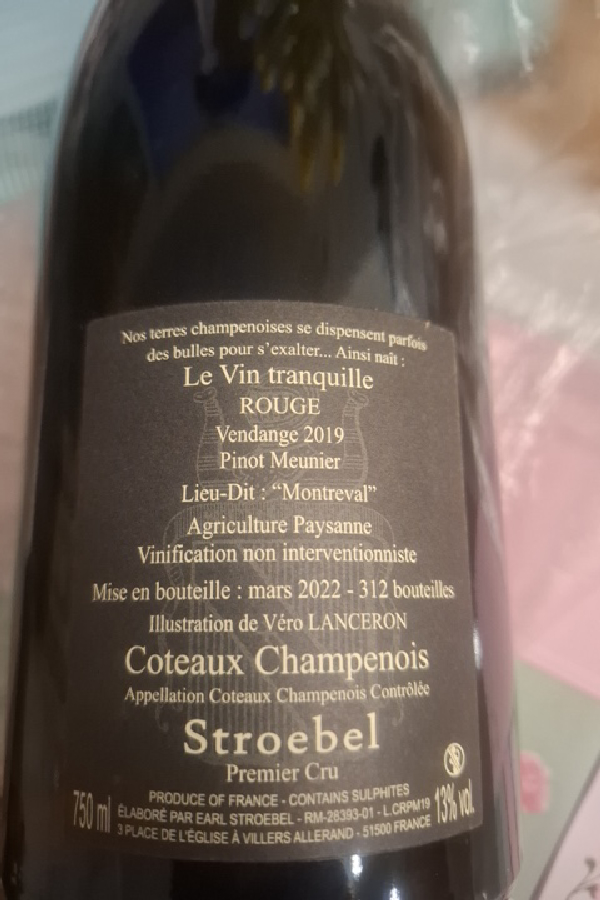 Nos terres champenoises se dispensent parfois
des bulles pour s'exalter... Ainsi naît :
Le Vin tranquille
ROUGE
Vendange 2019
Pinot Meunier
Lieu-Dit : "Montreval"
Agriculture Paysanne
Vinification non interventionniste
Mise en bouteille : mars 2022 - 312 bouteilles
Illustration de Véro LANCERON
Coteaux Champenois
Appellation Coteaux Champenois Contrôlée
Stroebel
Premier Cru
PRODUCE OF FRANCE - CONTAINS SULPHITES
750 ml ÉLABORÉ PAR EARL STROEBEL - RM-28393-01 - L.CRPM19 13% vol.
3 PLACE DE L'ÉGLISE À VILLERS ALLERAND - 51500 FRANCE